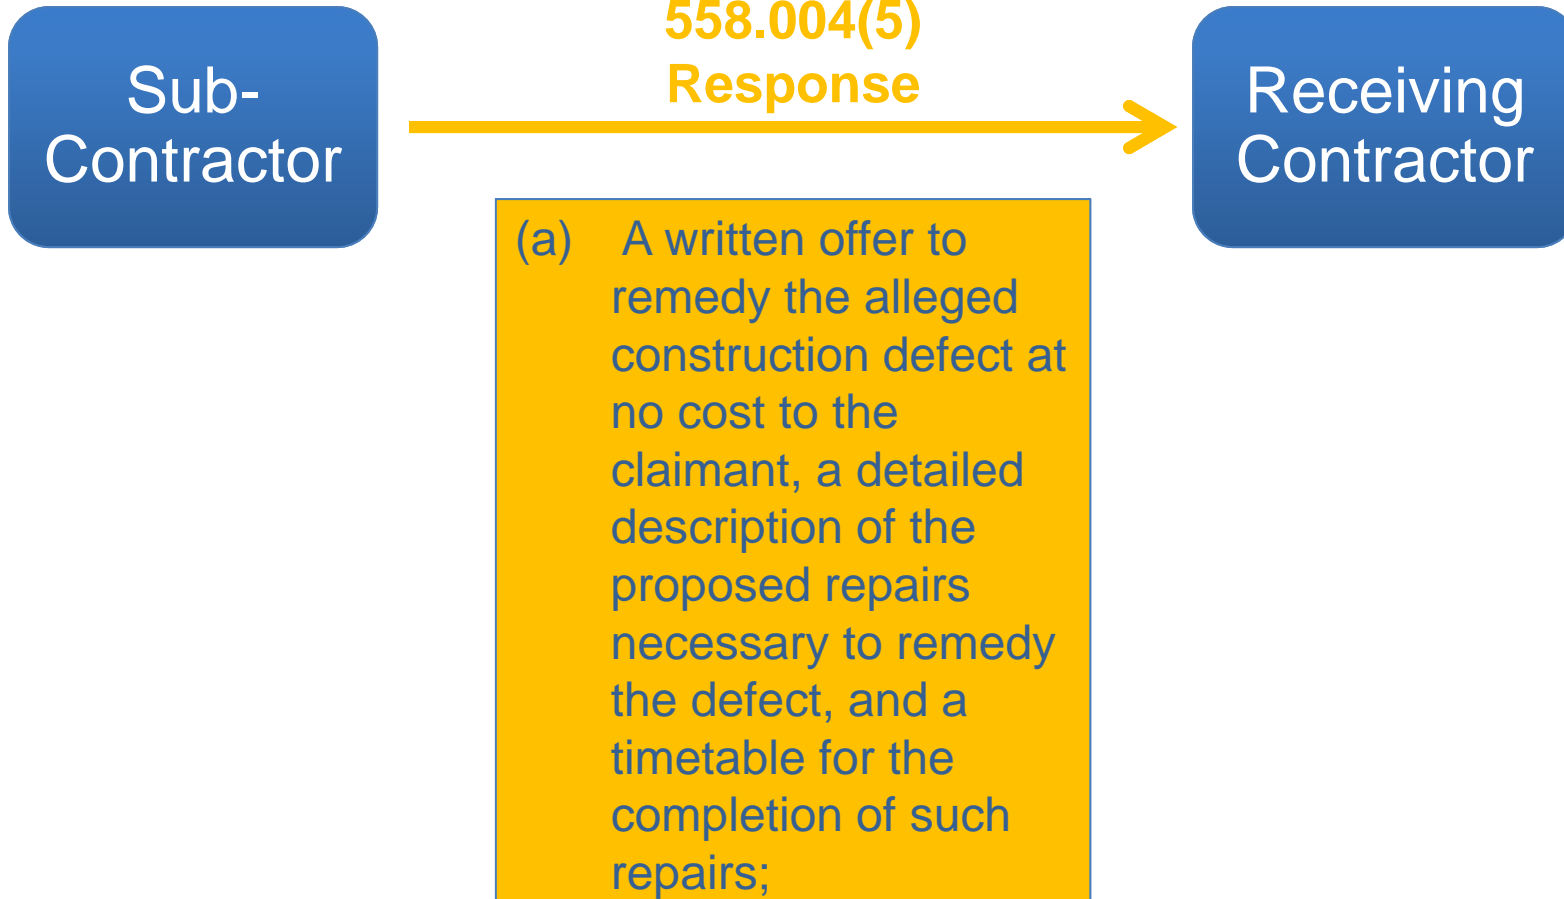 Sub-
Contractor
558.004(5)
Response
Receiving
Contractor
(a) A written offer to
remedy the alleged
construction defect at
no cost to the
claimant, a detailed
description of the
proposed repairs
necessary to remedy
the defect, and a
timetable for the
completion of such
repairs;